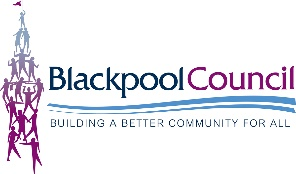 BlackpoolCouncil
BUILDING A BETTER COMMUNITY FOR ALL